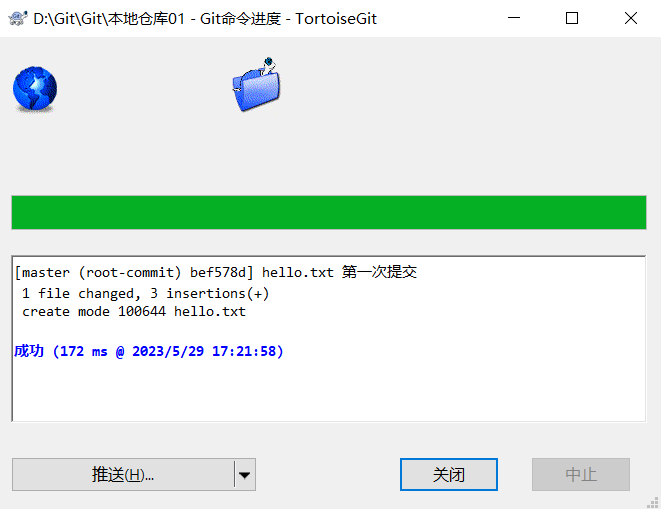 D:\Git\Git\本地仓库01 - Git命令进度 - TortoiseGit
[master (root-commit) bef578d] hello.txt 第一次提交
1 file changed, 3 insertions(+)
create mode 100644 hello.txt
成功 (172 ms @ 2023/5/29 17:21:58)
推送(H)...
关闭
中止